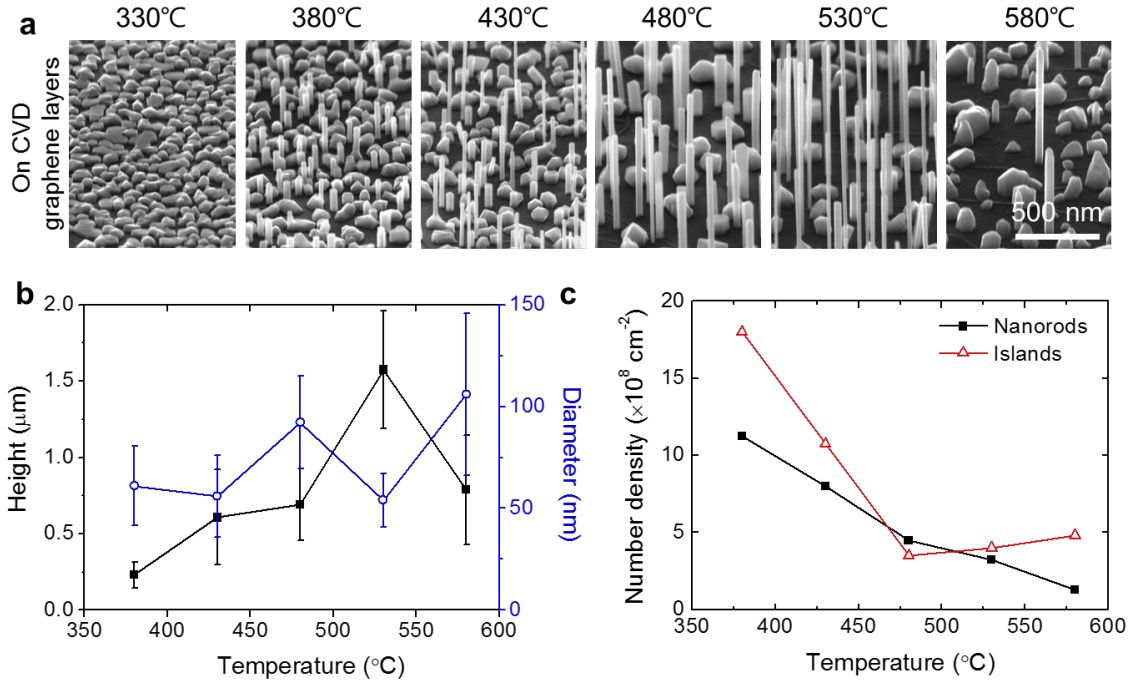 a
330℃ 380℃ 430℃ 480℃ 530℃ 580℃
On CVD
graphene layers
500 nm
b
2.0
1.5
1.0
0.5
0.0
Height (μm)
150
100
50
0
Diameter (nm)
350 400 450 500 550 600
Temperature (°C)
c
20
15
10
5
0
Number density (×10⁸ cm⁻²)
Nanorods
Islands
350 400 450 500 550 600
Temperature (°C)